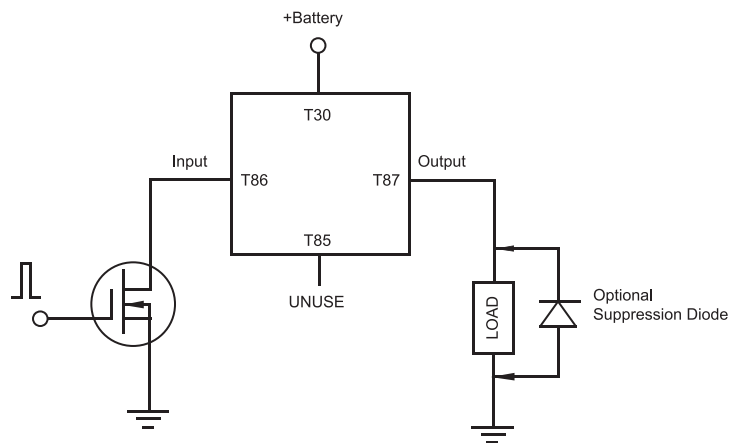 +Battery
T30
Input
Output
T86
T87
T85
UNUSE
LOAD
Optional
Suppression Diode